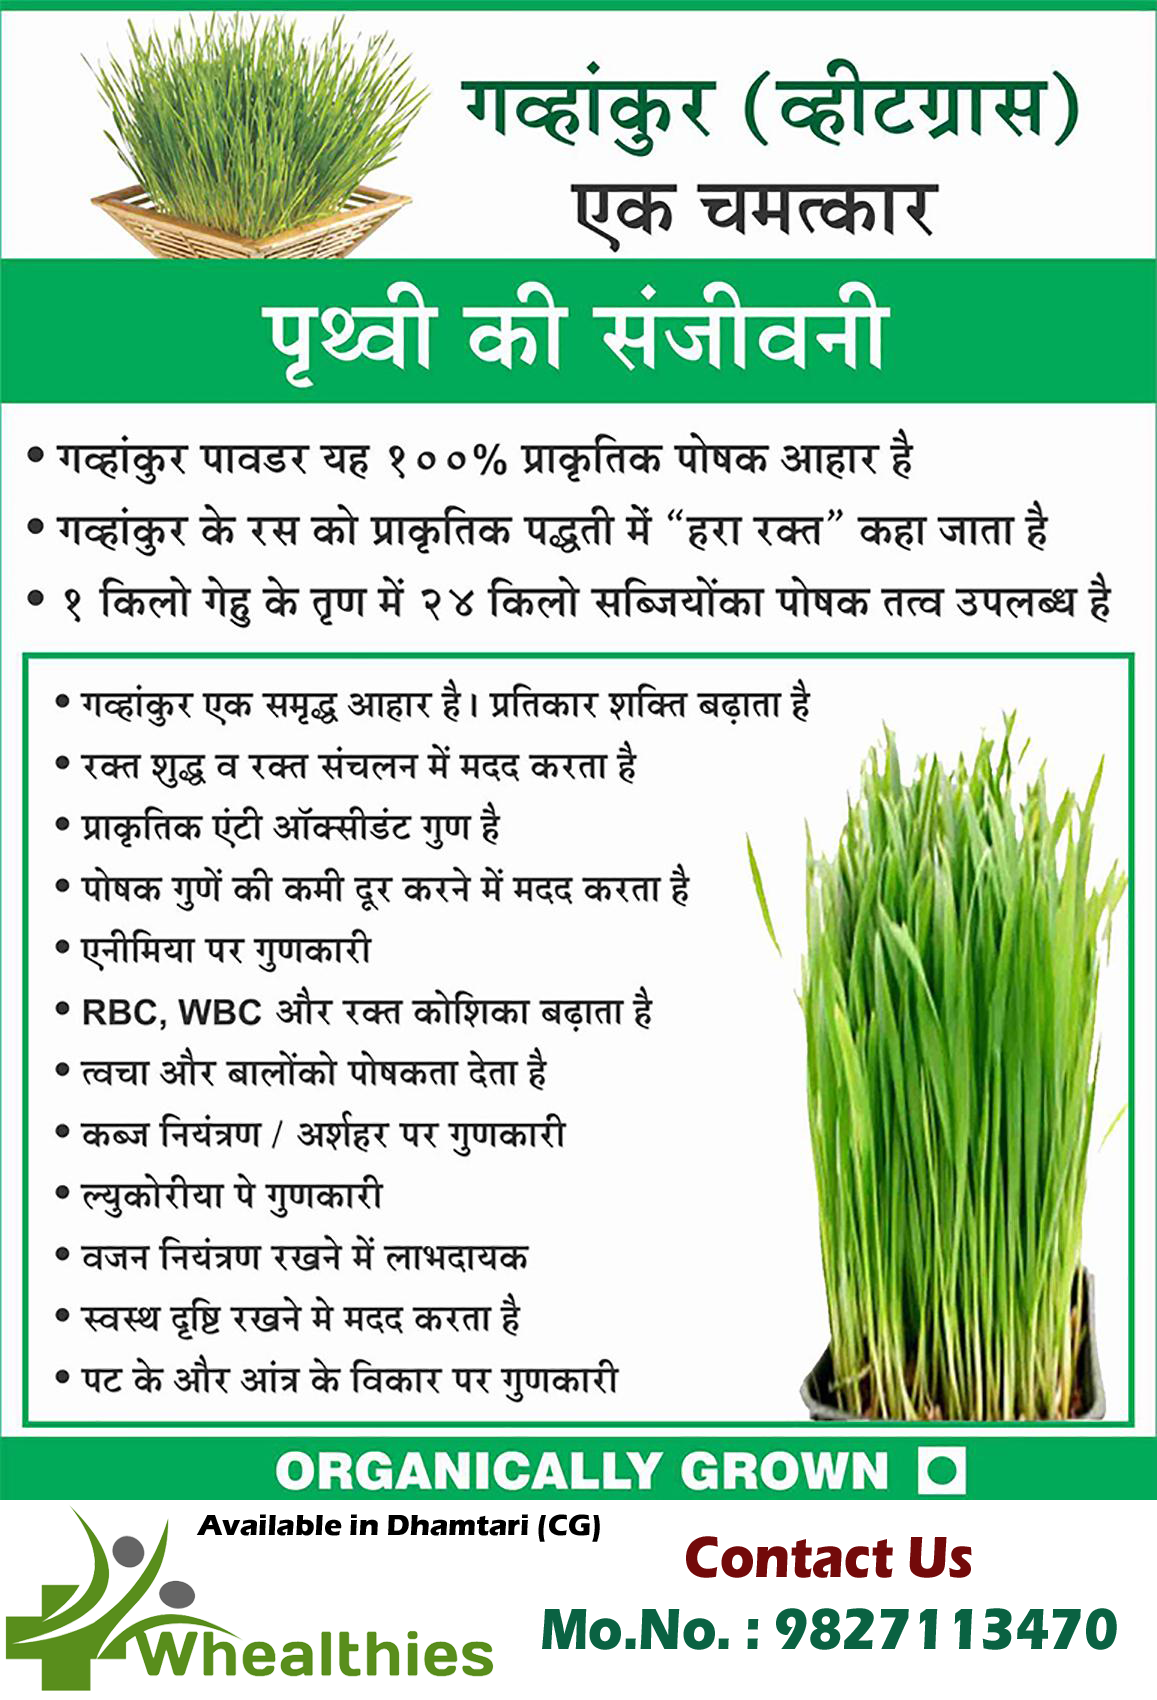 गव्हांकुर (व्हीटग्रास)
एक चमत्कार
पृथ्वी की संजीवनी
• गव्हांकुर पावडर यह १००% प्राकृतिक पोषक आहार है
• गव्हांकुर के रस को प्राकृतिक पद्धती में “हरा रक्त” कहा जाता है
• १ किलो गेहु के तृण में २४ किलो सब्जियोंका पोषक तत्व उपलब्ध है
• गव्हांकुर एक समृद्ध आहार है। प्रतिकार शक्ति बढ़ाता है
• रक्त शुद्ध व रक्त संचलन में मदद करता है
• प्राकृतिक एंटी ऑक्सीडंट गुण है
• पोषक गुणें की कमी दूर करने में मदद करता है
• एनीमिया पर गुणकारी
• RBC, WBC और रक्त कोशिका बढ़ाता है
• त्वचा और बालोंको पोषकता देता है
• कब्ज नियंत्रण / अर्शहर पर गुणकारी
• ल्युकोरीया पे गुणकारी
• वजन नियंत्रण रखने में लाभदायक
• स्वस्थ दृष्टि रखने मे मदद करता है
• पट के और आंत्र के विकार पर गुणकारी
ORGANICALLY GROWN
Available in Dhamtari (CG)
Contact Us
Mo.No. : 9827113470
Whealthies